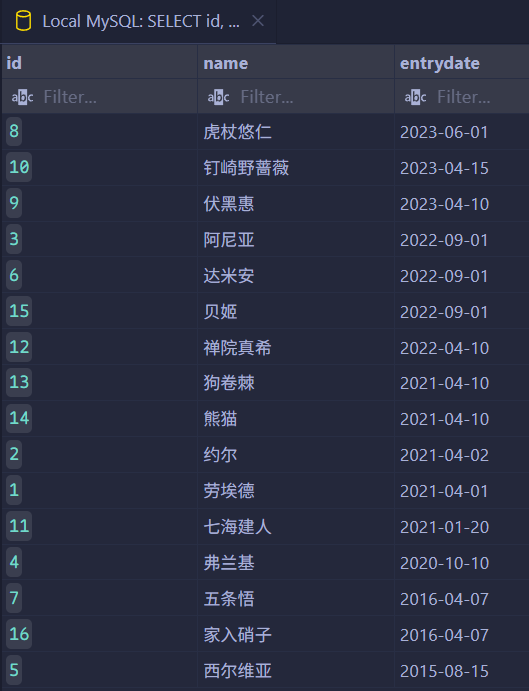 Local MySQL: SELECT id, ...
id name entrydate
abc Filter... abc Filter... abc Filter...
8 虎杖悠仁 2023-06-01
10 钉崎野蔷薇 2023-04-15
9 伏黑惠 2023-04-10
3 阿尼亚 2022-09-01
6 达米安 2022-09-01
15 贝姬 2022-09-01
12 禅院真希 2022-04-10
13 狗卷棘 2021-04-10
14 熊猫 2021-04-10
2 约尔 2021-04-02
1 劳埃德 2021-04-01
11 七海建人 2021-01-20
4 弗兰基 2020-10-10
7 五条悟 2016-04-07
16 家入硝子 2016-04-07
5 西尔维亚 2015-08-15